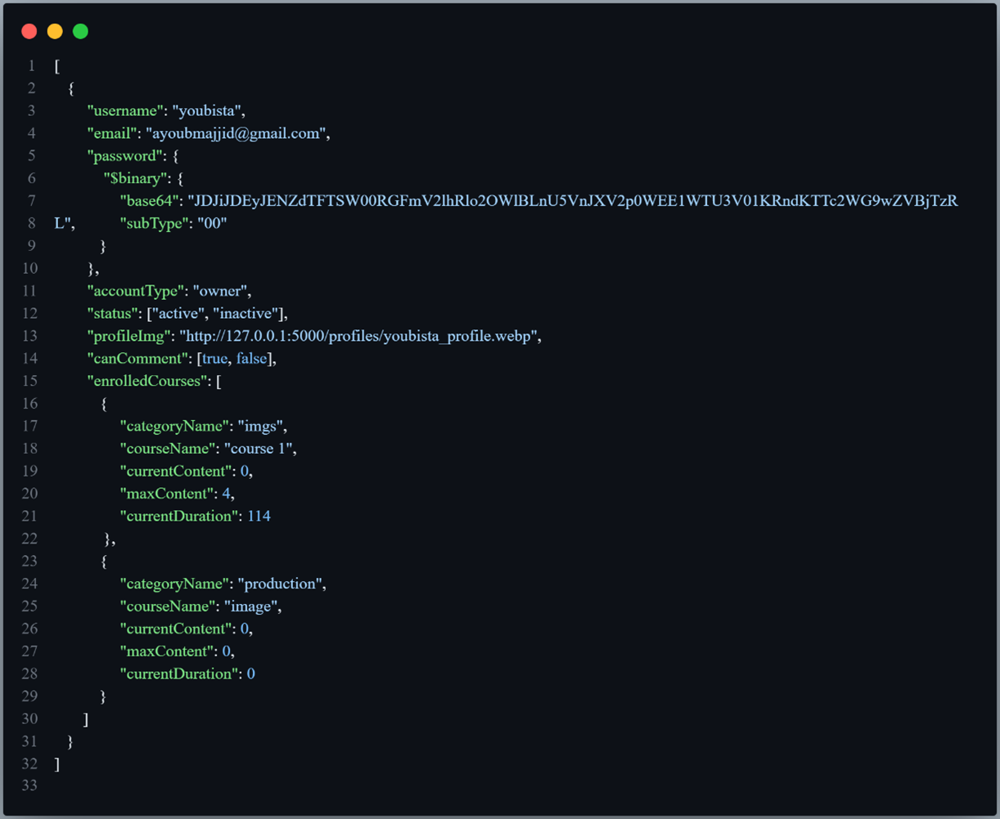 1 [
2 {
3 "username": "youbista",
4 "email": "ayoubmajjid@gmail.com",
5 "password": {
6 "$binary": {
7 "base64": "JDJiJDEyJENZdTFTSW00RGFmV2lhRlo2OWlBLnU5VnJXV2p0WEE1WTU3V01KRndKTTc2WG9wZVBjTzR
8 L", "subType": "00"
9 }
10 },
11 "accountType": "owner",
12 "status": ["active", "inactive"],
13 "profileImg": "http://127.0.0.1:5000/profiles/youbista_profile.webp",
14 "canComment": [true, false],
15 "enrolledCourses": [
16 {
17 "categoryName": "imgs",
18 "courseName": "course 1",
19 "currentContent": 0,
20 "maxContent": 4,
21 "currentDuration": 114
22 },
23 {
24 "categoryName": "production",
25 "courseName": "image",
26 "currentContent": 0,
27 "maxContent": 0,
28 "currentDuration": 0
29 }
30 ]
31 }
32 ]
33